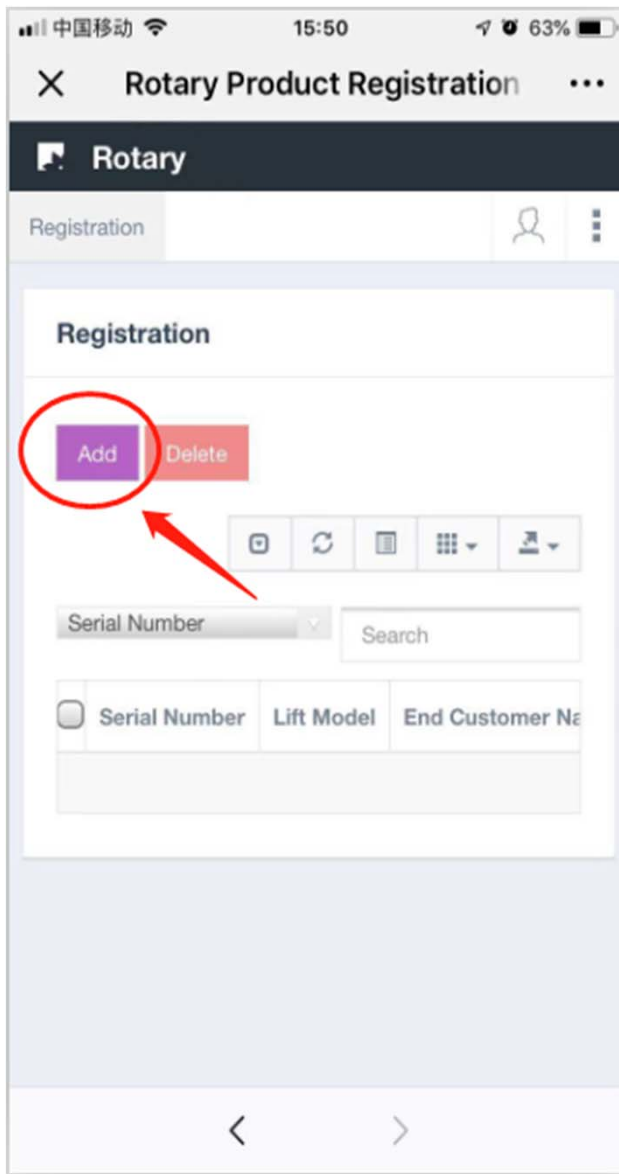 中国移动 15:50 63%
Rotary Product Registration
Rotary
Registration
Registration
Add Delete
Serial Number Search
Serial Number Lift Model End Customer Na